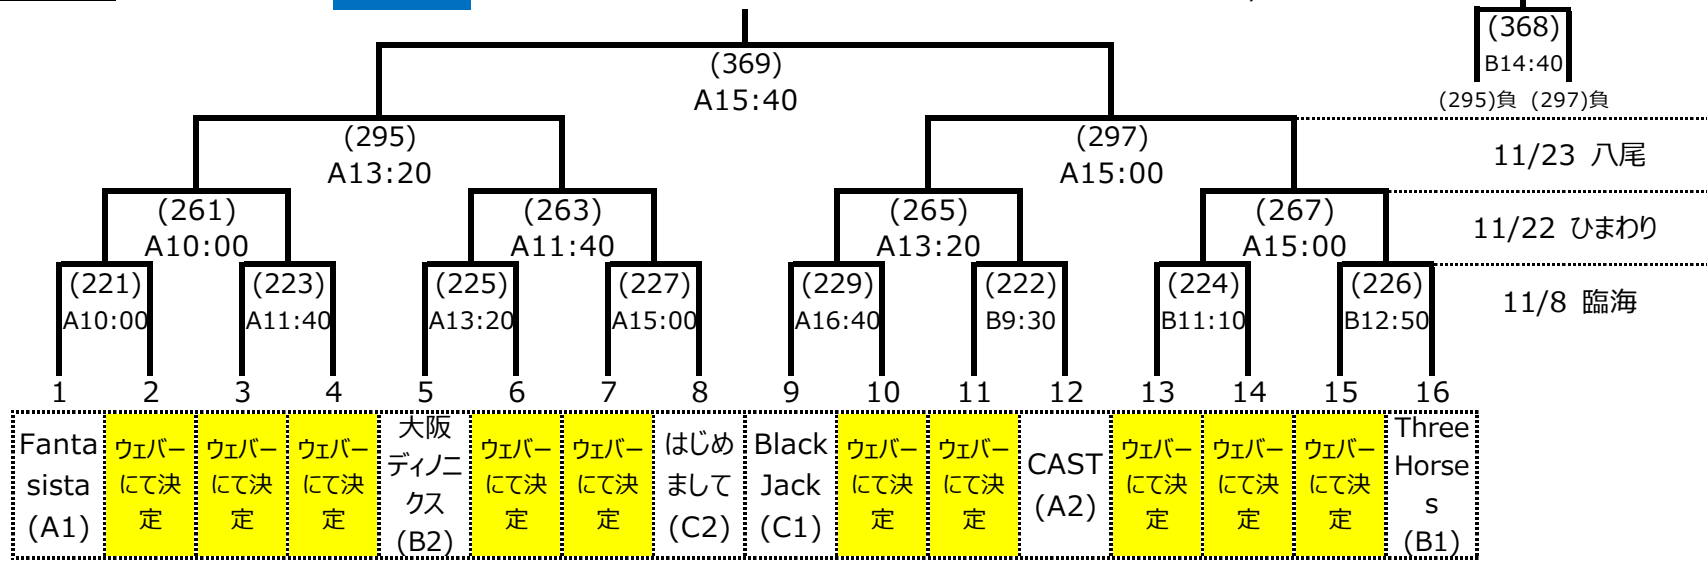 (368)
B14:40
(295)負 (297)負
(369)
A15:40
(295)
A13:20
(297)
A15:00
11/23 八尾
(261)
A10:00
(263)
A11:40
(265)
A13:20
(267)
A15:00
11/22 ひまわり
(221)
A10:00
(223)
A11:40
(225)
A13:20
(227)
A15:00
(229)
A16:40
(222)
B9:30
(224)
B11:10
(226)
B12:50
11/8 臨海
1 2 3 4 5 6 7 8 9 10 11 12 13 14 15 16
Fanta
sista
(A1)
ウェバー
にて決
定
ウェバー
にて決
定
ウェバー
にて決
定
大阪
ディノニ
クス
(B2)
ウェバー
にて決
定
ウェバー
にて決
定
はじめ
まして
(C2)
Black
Jack
(C1)
ウェバー
にて決
定
ウェバー
にて決
定
CAST
(A2)
ウェバー
にて決
定
ウェバー
にて決
定
ウェバー
にて決
定
Three
Horse
s
(B1)